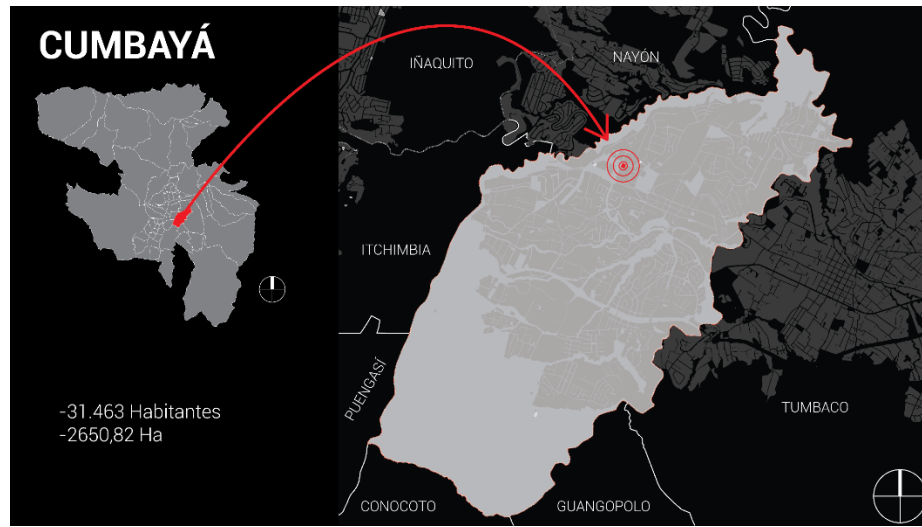 CUMBAYÁ
-31.463 Habitantes
-2650,82 Ha
IÑAQUITO
NAYÓN
ITCHIMBIA
PUENGASÍ
TUMBACO
CONOCOTO
GUANGOPOLO